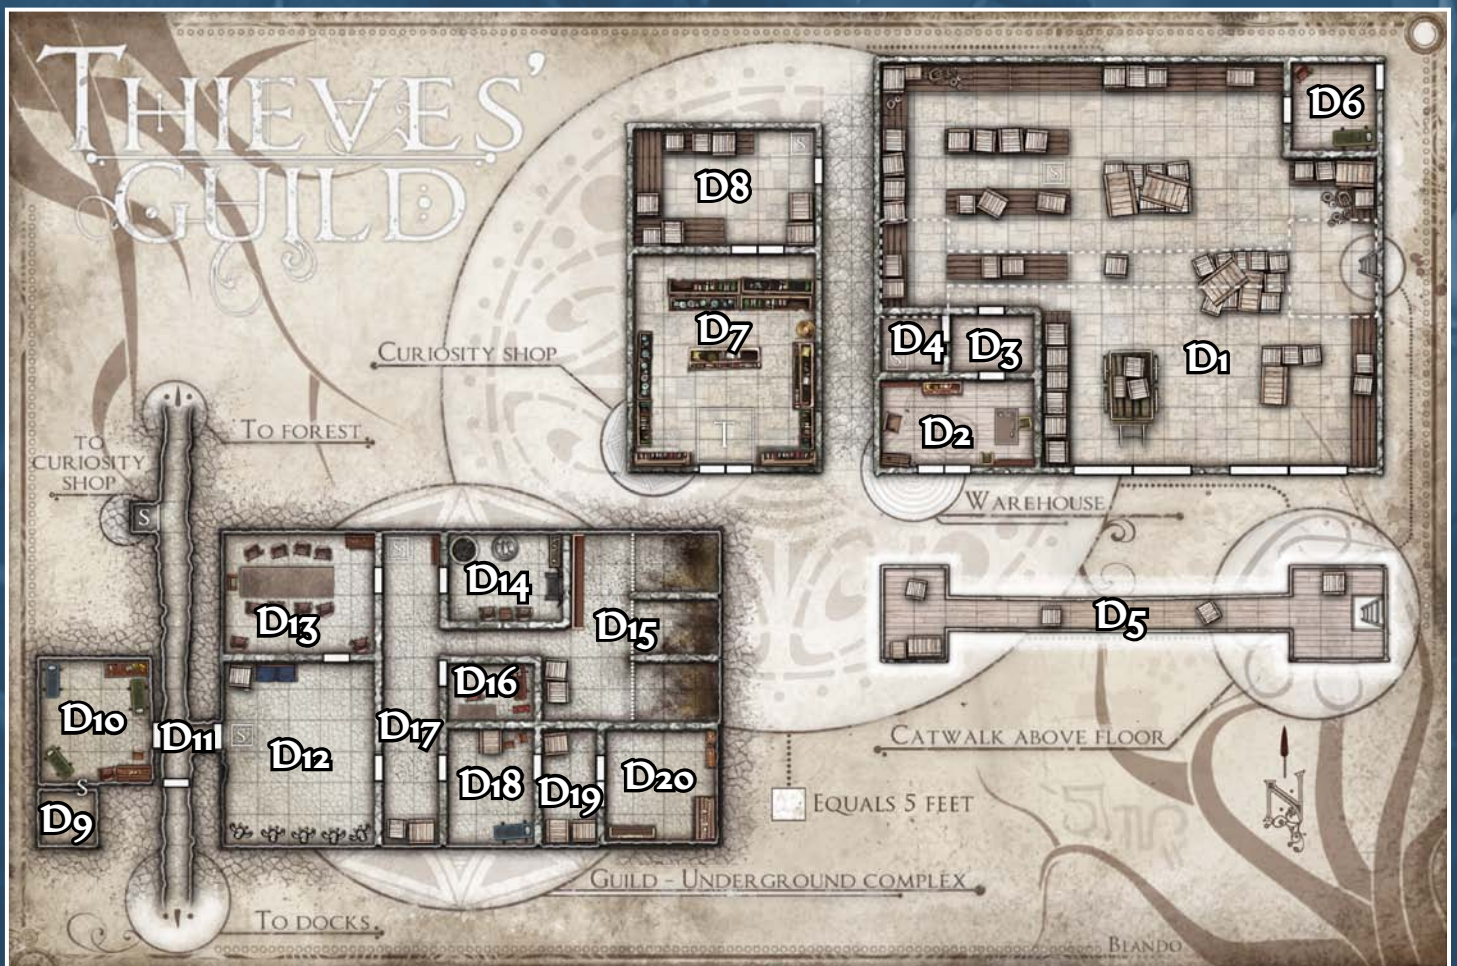 THIEVES'
GUILD
D6
D8
D7
CURIOSITY SHOP
T
S
S
D4
D3
D1
D2
WAREHOUSE
TO FOREST
TO
CURIOSITY
SHOP
S
D5
CATWALK ABOVE FLOOR
D13
D14
D15
S
D16
D10
D11
S
D12
D17
D18
D19
D20
S
D9
EQUALS 5 FEET
N
GUILD - UNDERGROUND COMPLEX
TO DOCKS
BLANDO